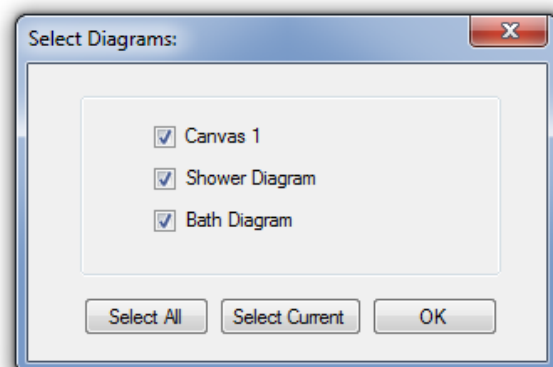 Select Diagrams:
Canvas 1
Shower Diagram
Bath Diagram
Select All Select Current OK